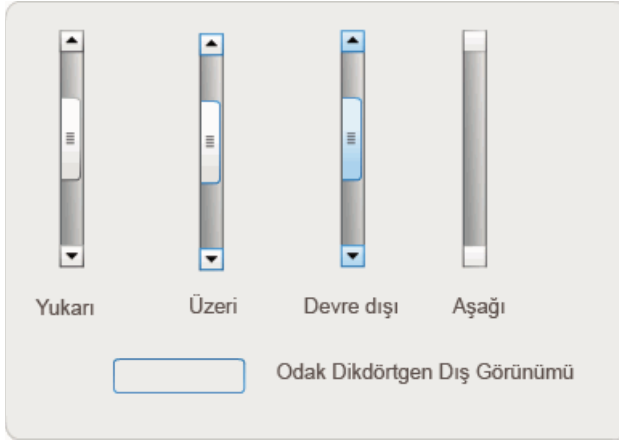 Yukarı Üzeri Devre dışı Aşağı
Odak Dikdörtgen Dış Görünümü